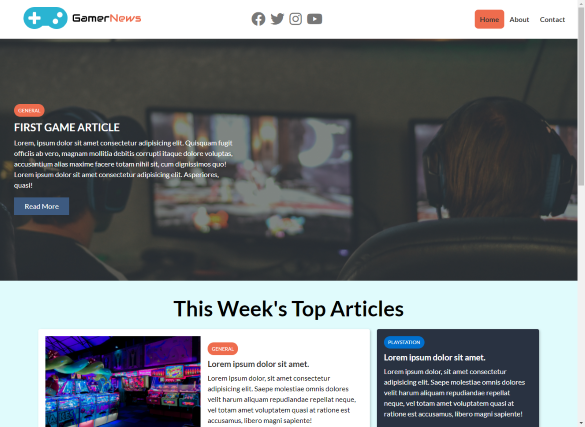 GamerNews
Home About Contact
GENERAL
FIRST GAME ARTICLE
Lorem, ipsum dolor sit amet consectetur adipisicing elit. Quisquam fugit
officiis ab vero, magnam mollitia debitis corrupti itaque dolore voluptas,
accusantium alias maxime facere totam nihil sit, cum dignissimos quo!
Lorem ipsum dolor sit amet consectetur adipisicing elit. Asperiores,
quasi!
Read More
This Week's Top Articles
GENERAL
Lorem ipsum dolor sit amet.
Lorem ipsum dolor, sit amet consectetur
adipisicing elit. Saepe molestiae omnis dolores
velit harum aliquam repudiandae repellat neque,
vel totam amet voluptatem quasi at ratione est
accusamus, libero magni sapiente!
PLAYSTATION
Lorem ipsum dolor sit amet.
Lorem ipsum dolor, sit amet consectetur
adipisicing elit. Saepe molestiae omnis dolores
velit harum aliquam repudiandae repellat
neque, vel totam amet voluptatem quasi at ratione
est accusamus, libero magni sapiente!